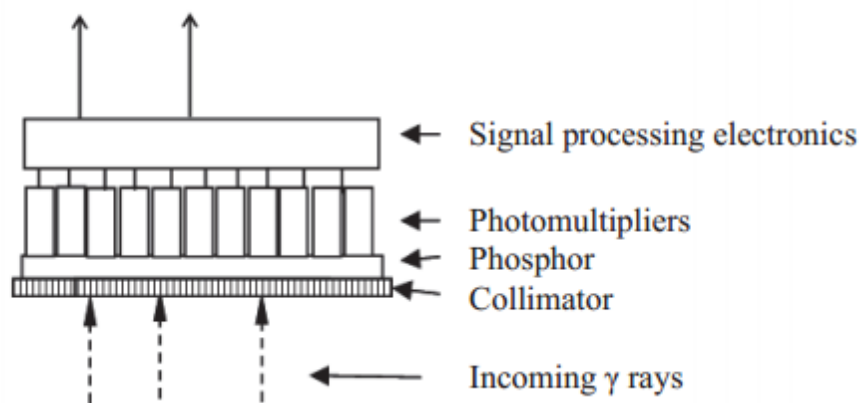 Signal processing electronics
Photomultipliers
Phosphor
Collimator
Incoming γ rays